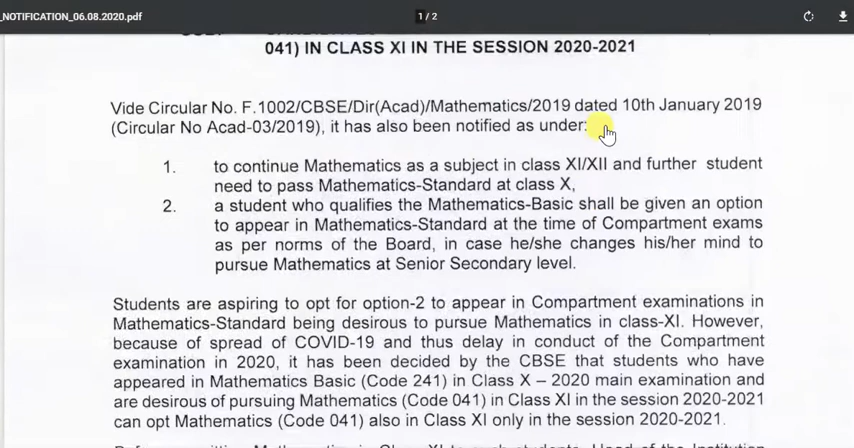 _NOTIFICATION_06.08.2020.pdf
1 / 2
041) IN CLASS XI IN THE SESSION 2020-2021
Vide Circular No. F.1002/CBSE/Dir(Acad)/Mathematics/2019 dated 10th January 2019
(Circular No Acad-03/2019), it has also been notified as under:
1. to continue Mathematics as a subject in class XI/XII and further student
need to pass Mathematics-Standard at class X,
2. a student who qualifies the Mathematics-Basic shall be given an option
to appear in Mathematics-Standard at the time of Compartment exams
as per norms of the Board, in case he/she changes his/her mind to
pursue Mathematics at Senior Secondary level.
Students are aspiring to opt for option-2 to appear in Compartment examinations in
Mathematics-Standard being desirous to pursue Mathematics in class-XI. However,
because of spread of COVID-19 and thus delay in conduct of the Compartment
examination in 2020, it has been decided by the CBSE that students who have
appeared in Mathematics Basic (Code 241) in Class X – 2020 main examination and
are desirous of pursuing Mathematics (Code 041) in Class XI in the session 2020-2021
can opt Mathematics (Code 041) also in Class XI only in the session 2020-2021.